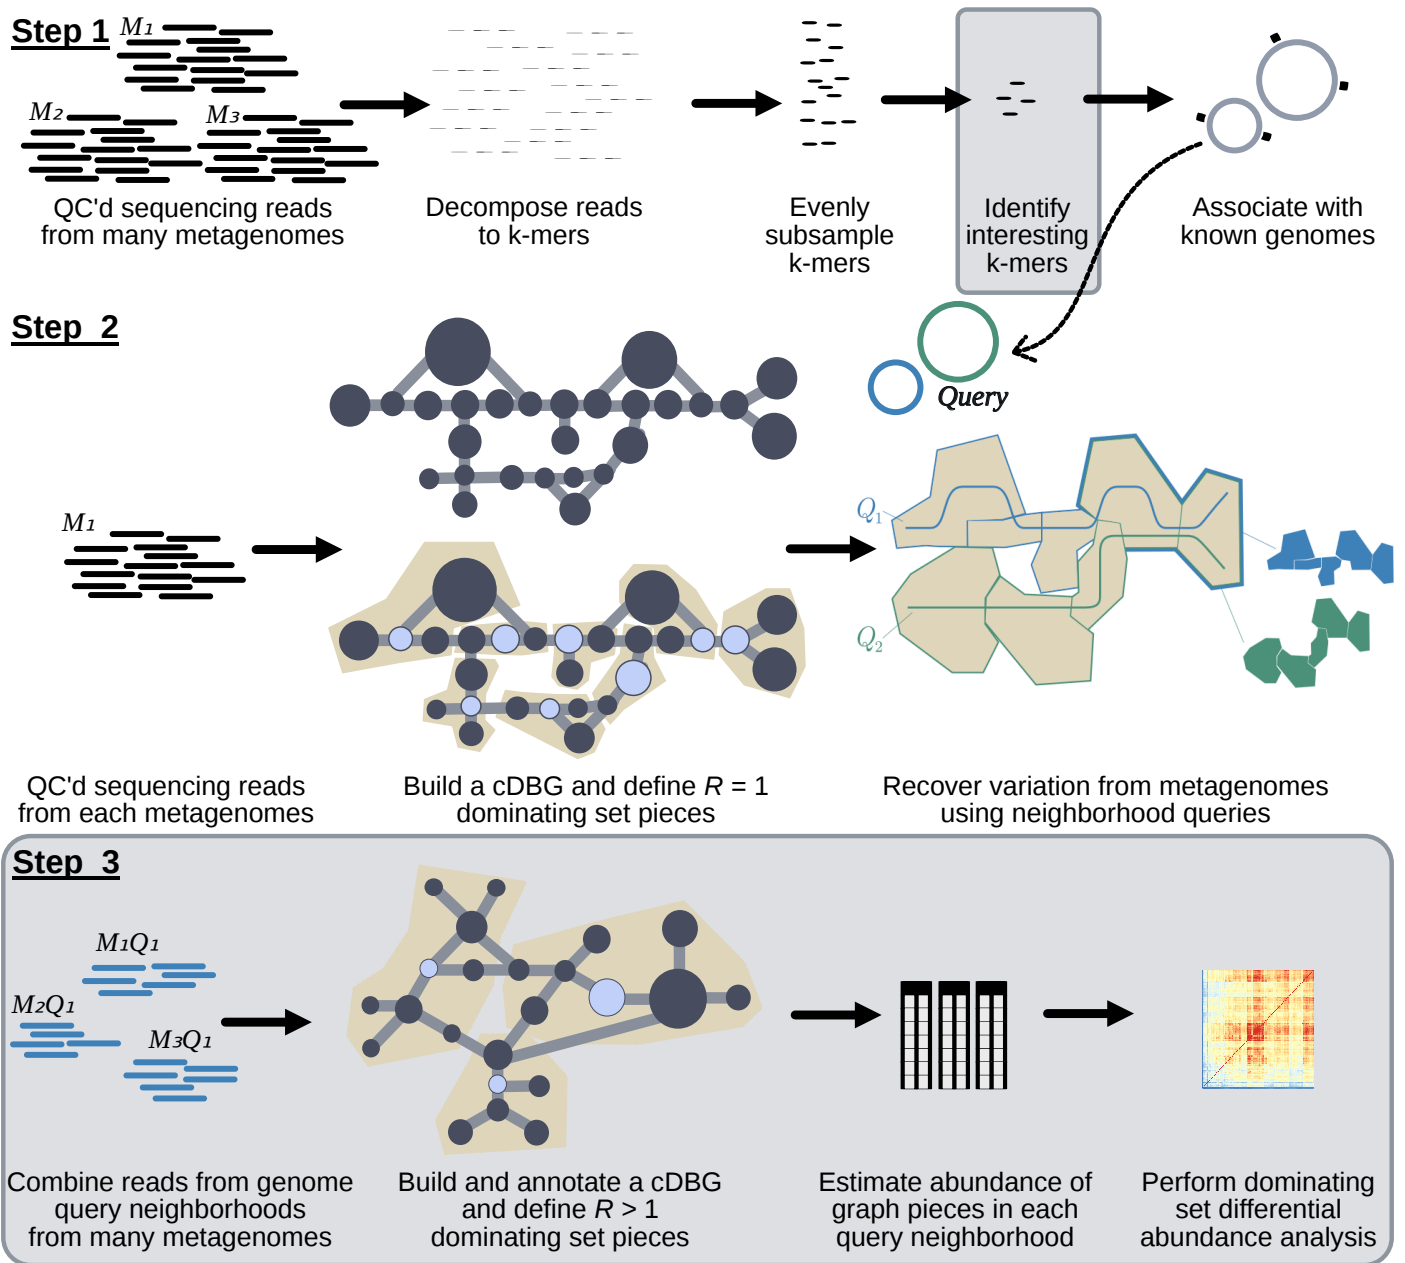 Step 1
M₁
M₂
M₃
QC'd sequencing reads
from many metagenomes
Decompose reads
to k-mers
Evenly
subsample
k-mers
Identify
interesting
k-mers
Associate with
known genomes
Step 2
Query
M₁
Q₁
Q₂
QC'd sequencing reads
from each metagenomes
Build a cDBG and define R = 1
dominating set pieces
Recover variation from metagenomes
using neighborhood queries
Step 3
M₁Q₁
M₂Q₁
M₃Q₁
Combine reads from genome
query neighborhoods
from many metagenomes
Build and annotate a cDBG
and define R > 1
dominating set pieces
Estimate abundance of
graph pieces in each
query neighborhood
Perform dominating
set differential
abundance analysis